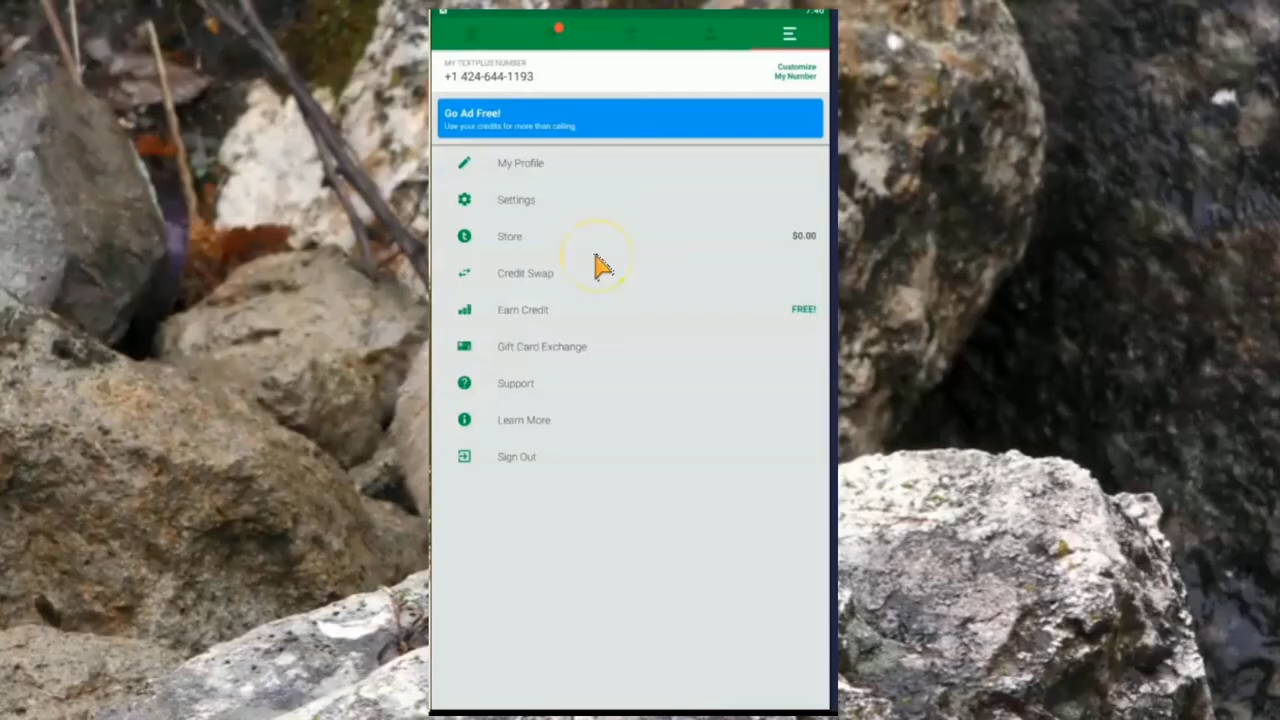 7:40
MY TEXTPLUS NUMBER
+1 424-644-1193
Customize
My Number
Go Ad Free!
Use your credits for more than calling
My Profile
Settings
Store
$0.00
Credit Swap
Earn Credit
FREE!
Gift Card Exchange
Support
Learn More
Sign Out